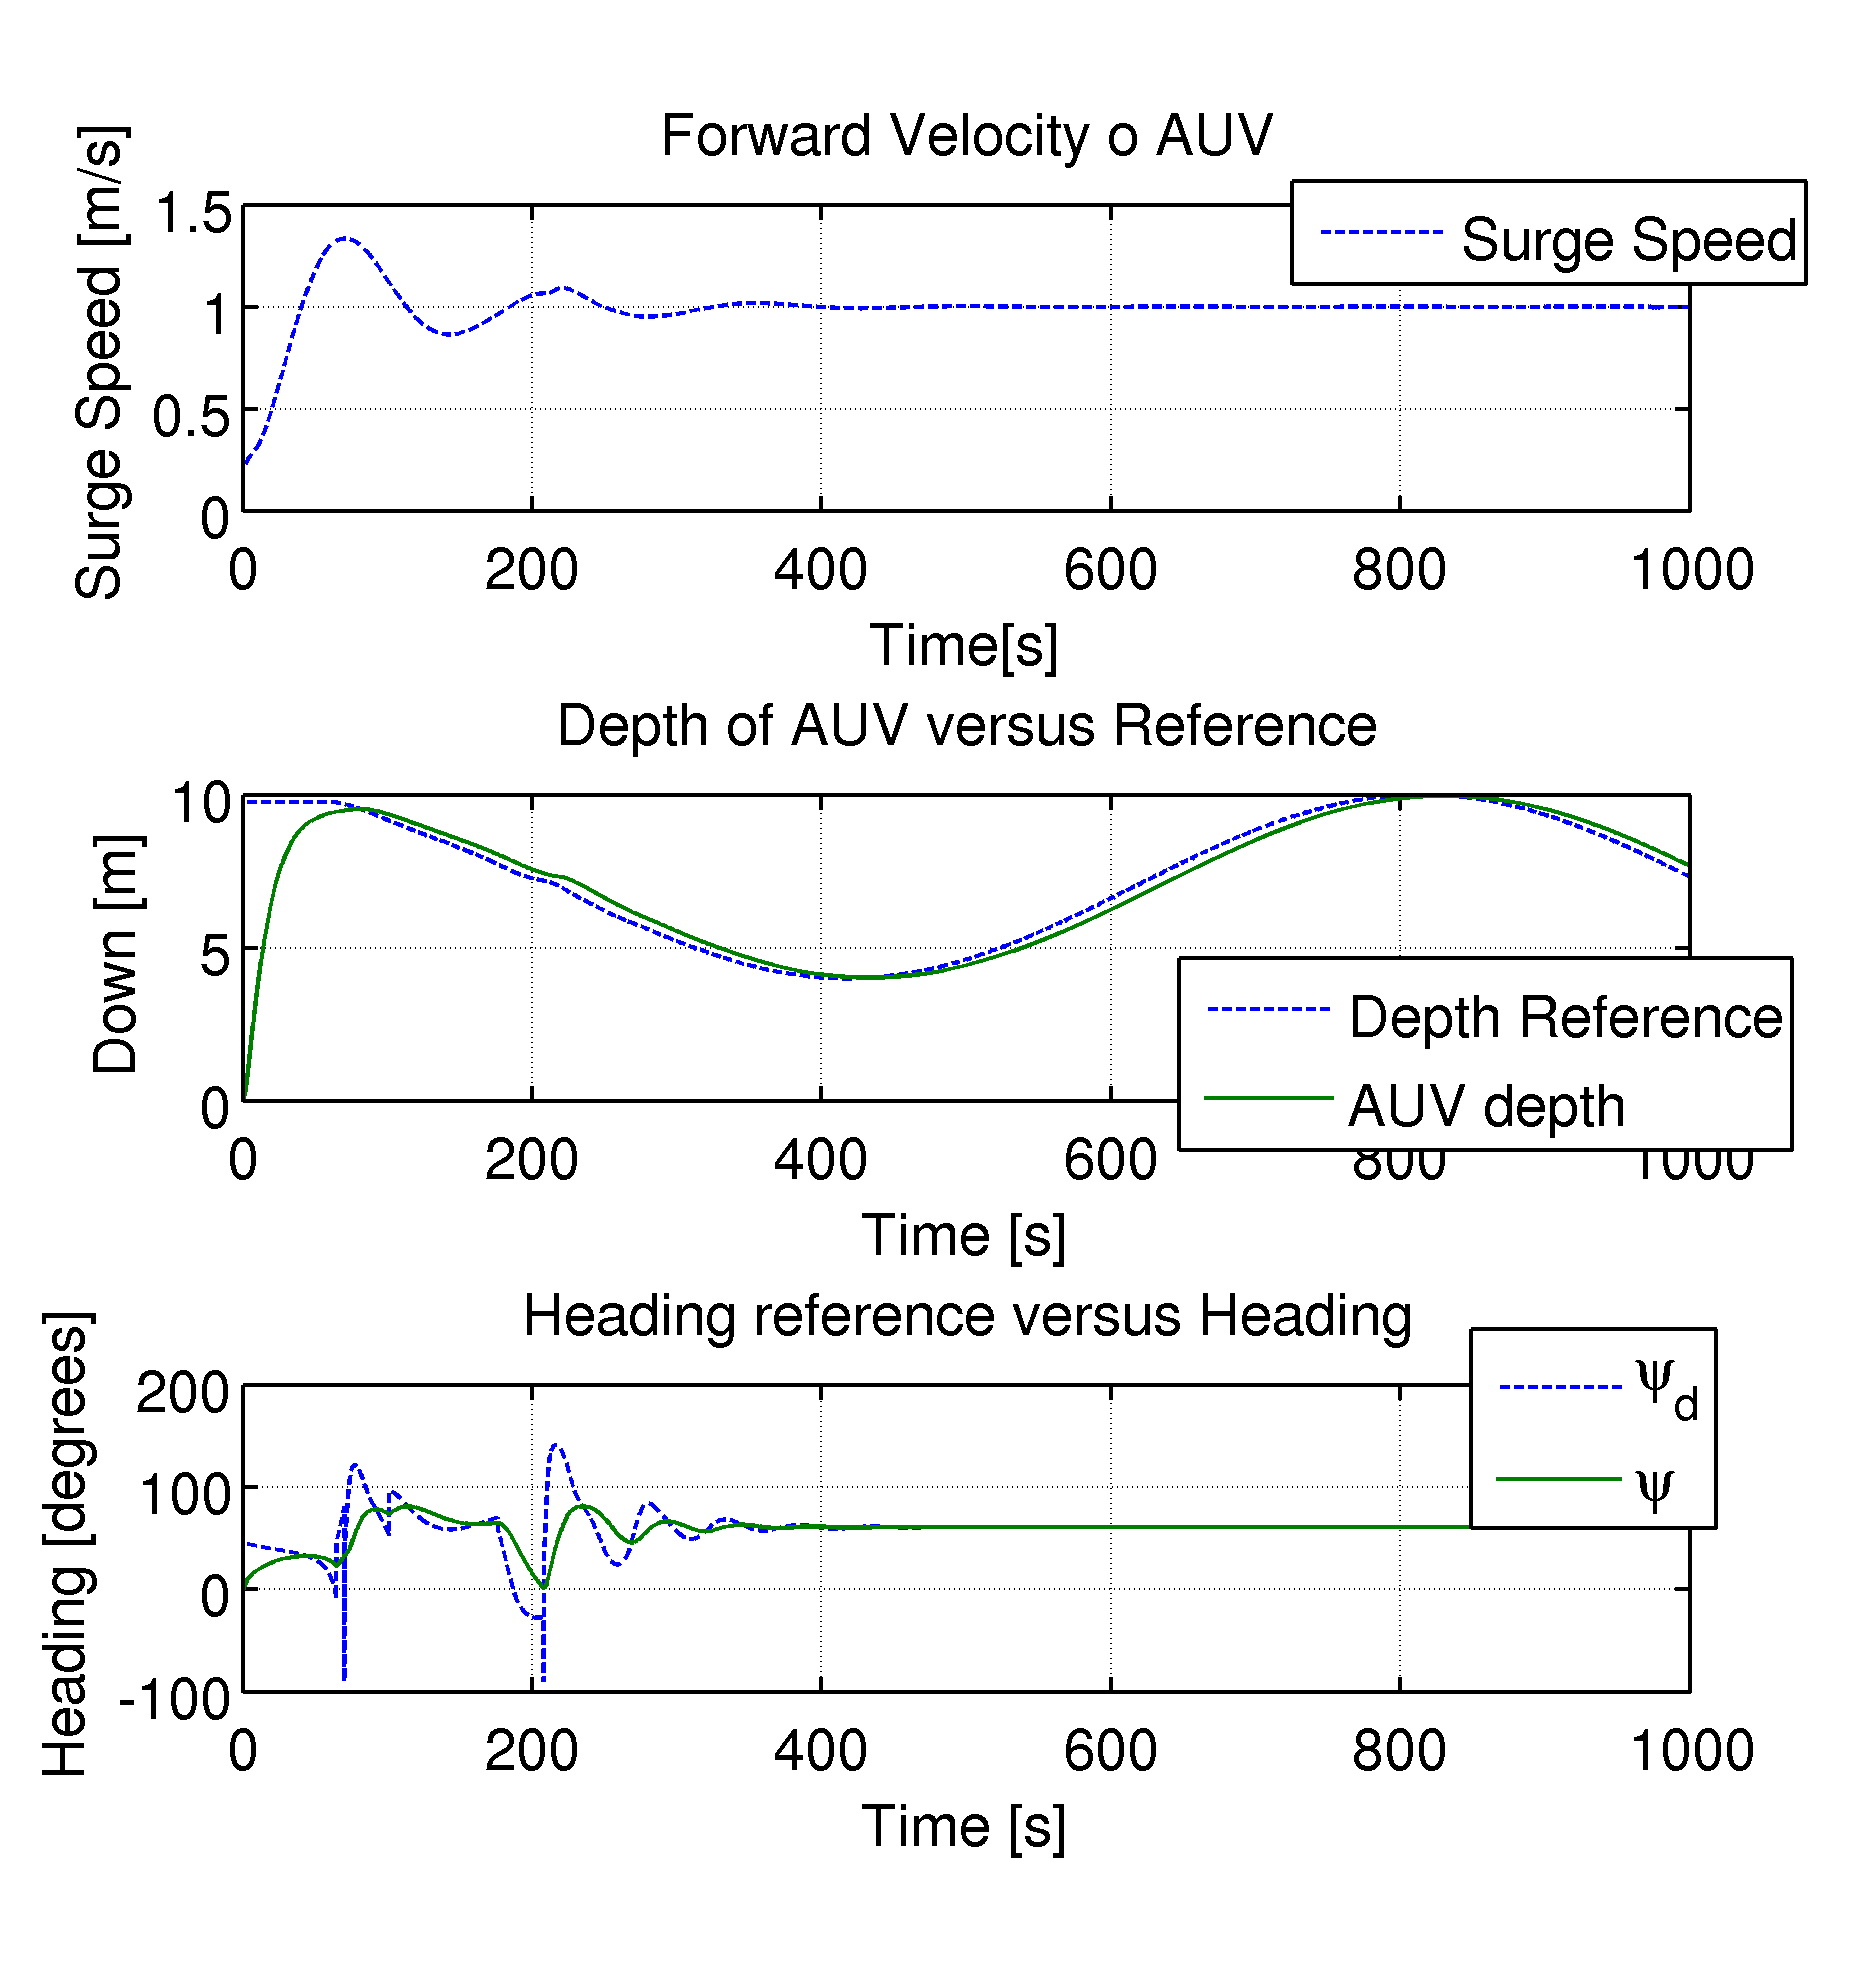 Forward Velocity o AUV
Surge Speed [m/s]
1.5
1
0.5
0
Surge Speed
0 200 400 600 800 1000
Time[s]
Depth of AUV versus Reference
Down [m]
10
5
0
Depth Reference
AUV depth
0 200 400 600 800 1000
Time [s]
Heading reference versus Heading
Heading [degrees]
200
100
0
-100
ψd
ψ
0 200 400 600 800 1000
Time [s]